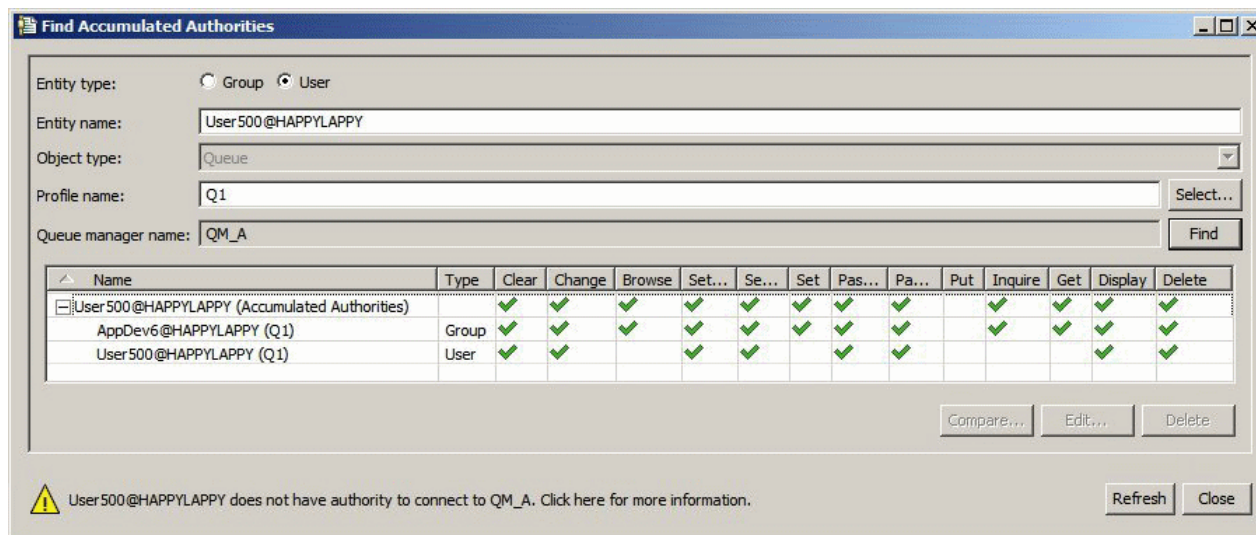 Find Accumulated Authorities
Entity type: Group User
Entity name: User500@HAPPYLAPPY
Object type: Queue
Profile name: Q1 Select...
Queue manager name: QM_A Find
Name Type Clear Change Browse Set... Se... Set Pas... Pa... Put Inquire Get Display Delete
User500@HAPPYLAPPY (Accumulated Authorities)
AppDev6@HAPPYLAPPY (Q1) Group
User500@HAPPYLAPPY (Q1) User
Compare... Edit... Delete
User500@HAPPYLAPPY does not have authority to connect to QM_A. Click here for more information. Refresh Close